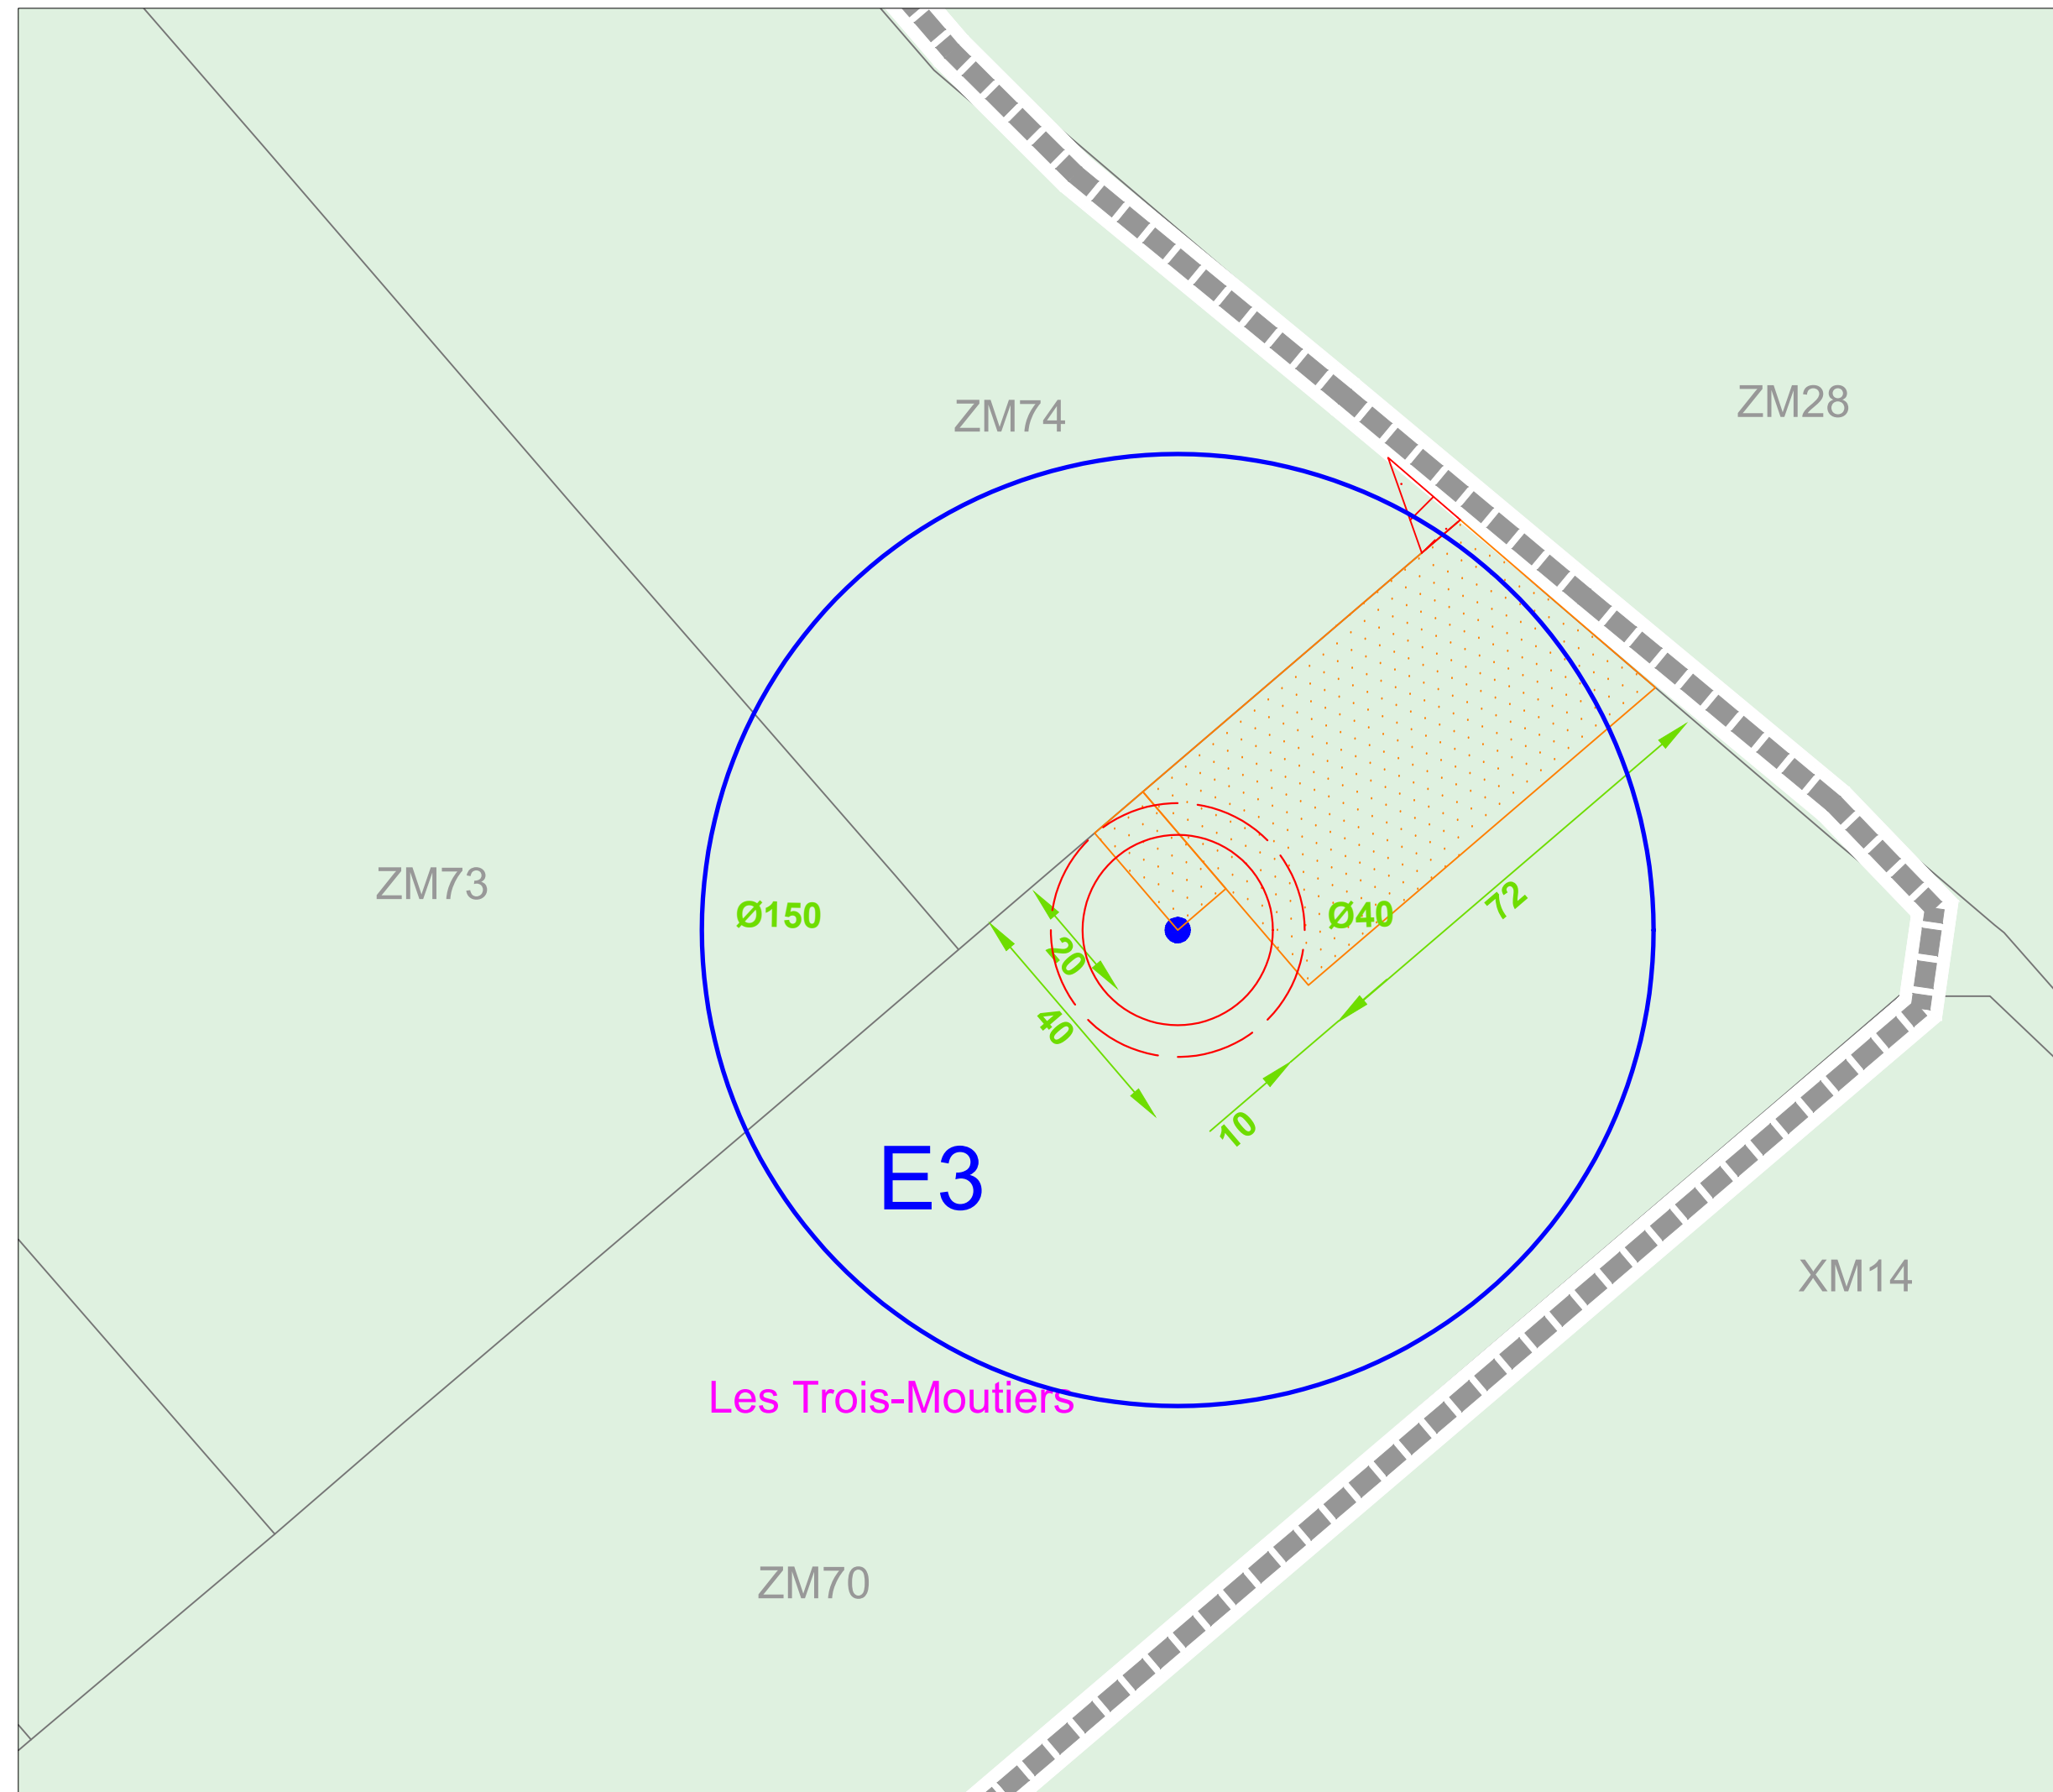 ZM28
ZM74
ZM73
Ø150
Ø40
72
20
40
10
E3
XM14
Les Trois-Moutiers
ZM70